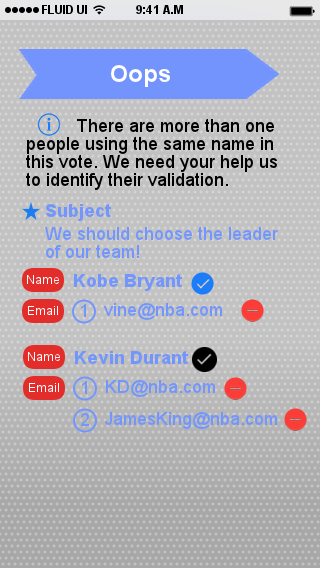 FLUID UI 9:41 A.M
Oops
There are more than one
people using the same name in
this vote. We need your help us
to identify their validation.
Subject
We should choose the leader
of our team!
Name Kobe Bryant
Email 1 vine@nba.com
Name Kevin Durant
Email 1 KD@nba.com
2 JamesKing@nba.com